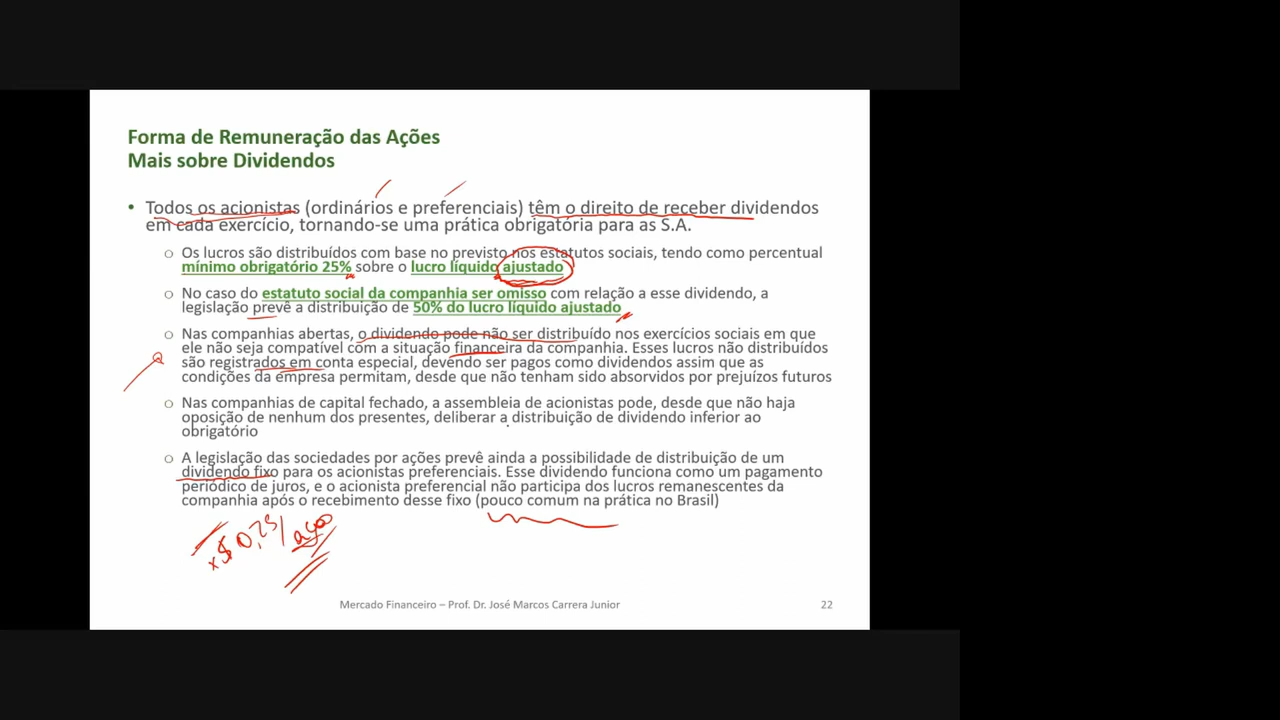 Forma de Remuneração das Ações
Mais sobre Dividendos
• Todos os acionistas (ordinários e preferenciais) têm o direito de receber dividendos
em cada exercício, tornando-se uma prática obrigatória para as S.A.
o Os lucros são distribuídos com base no previsto nos estatutos sociais, tendo como percentual
mínimo obrigatório 25% sobre o lucro líquido ajustado
o No caso do estatuto social da companhia ser omisso com relação a esse dividendo, a
legislação prevê a distribuição de 50% do lucro líquido ajustado
o Nas companhias abertas, o dividendo pode não ser distribuído nos exercícios sociais em que
ele não seja compatível com a situação financeira da companhia. Esses lucros não distribuídos
são registrados em conta especial, devendo ser pagos como dividendos assim que as
condições da empresa permitam, desde que não tenham sido absorvidos por prejuízos futuros
o Nas companhias de capital fechado, a assembleia de acionistas pode, desde que não haja
oposição de nenhum dos presentes, deliberar a distribuição de dividendo inferior ao
obrigatório
o A legislação das sociedades por ações prevê ainda a possibilidade de distribuição de um
dividendo fixo para os acionistas preferenciais. Esse dividendo funciona como um pagamento
periódico de juros, e o acionista preferencial não participa dos lucros remanescentes da
companhia após o recebimento desse fixo (pouco comum na prática no Brasil)
$ 0,25/ação
Mercado Financeiro – Prof. Dr. José Marcos Carrera Junior 22